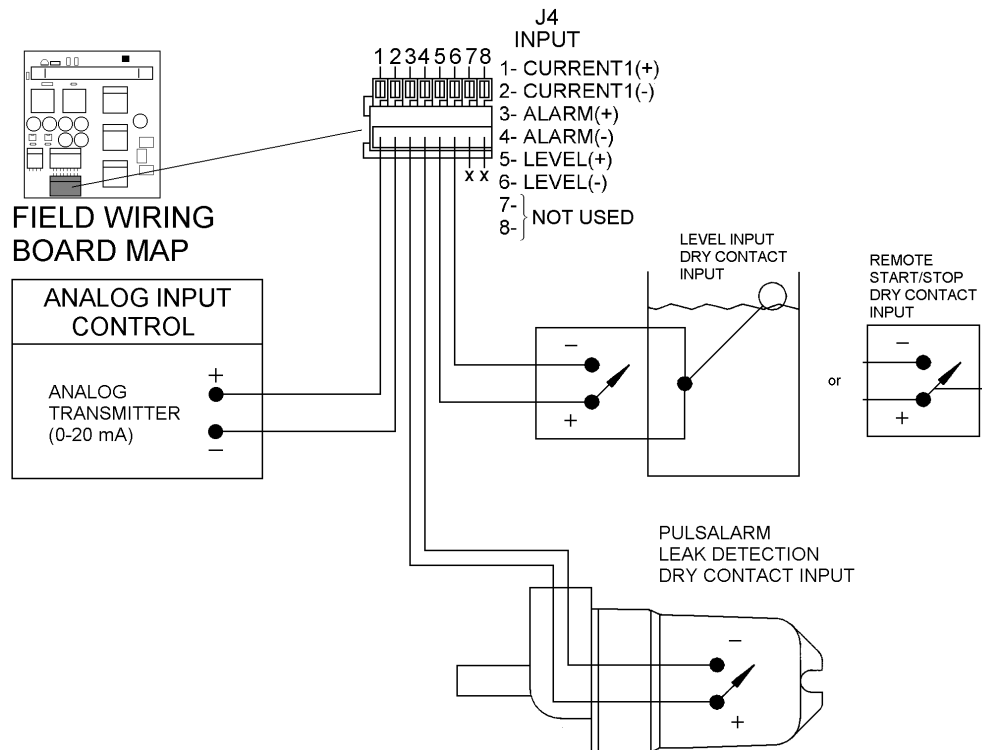 J4
INPUT
1 2 3 4 5 6 7 8
1- CURRENT1(+)
2- CURRENT1(-)
3- ALARM(+)
4- ALARM(-)
5- LEVEL(+)
6- LEVEL(-)
7-
8-
NOT USED
x x
FIELD WIRING
BOARD MAP
ANALOG INPUT
CONTROL
ANALOG
TRANSMITTER
(0-20 mA)
+
−
LEVEL INPUT
DRY CONTACT
INPUT
−
+
or
REMOTE
START/STOP
DRY CONTACT
INPUT
−
+
PULSALARM
LEAK DETECTION
DRY CONTACT INPUT
−
+